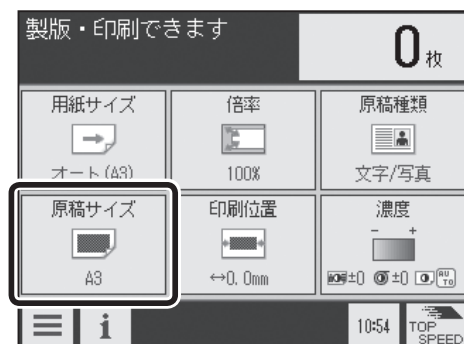 製版・印刷できます
0枚
用紙サイズ
オート(A3)
倍率
100%
原稿種類
文字/写真
原稿サイズ
A3
印刷位置
↔0. 0mm
濃度
- +
±0 ±0 AUTO
i
10:54
TOP SPEED